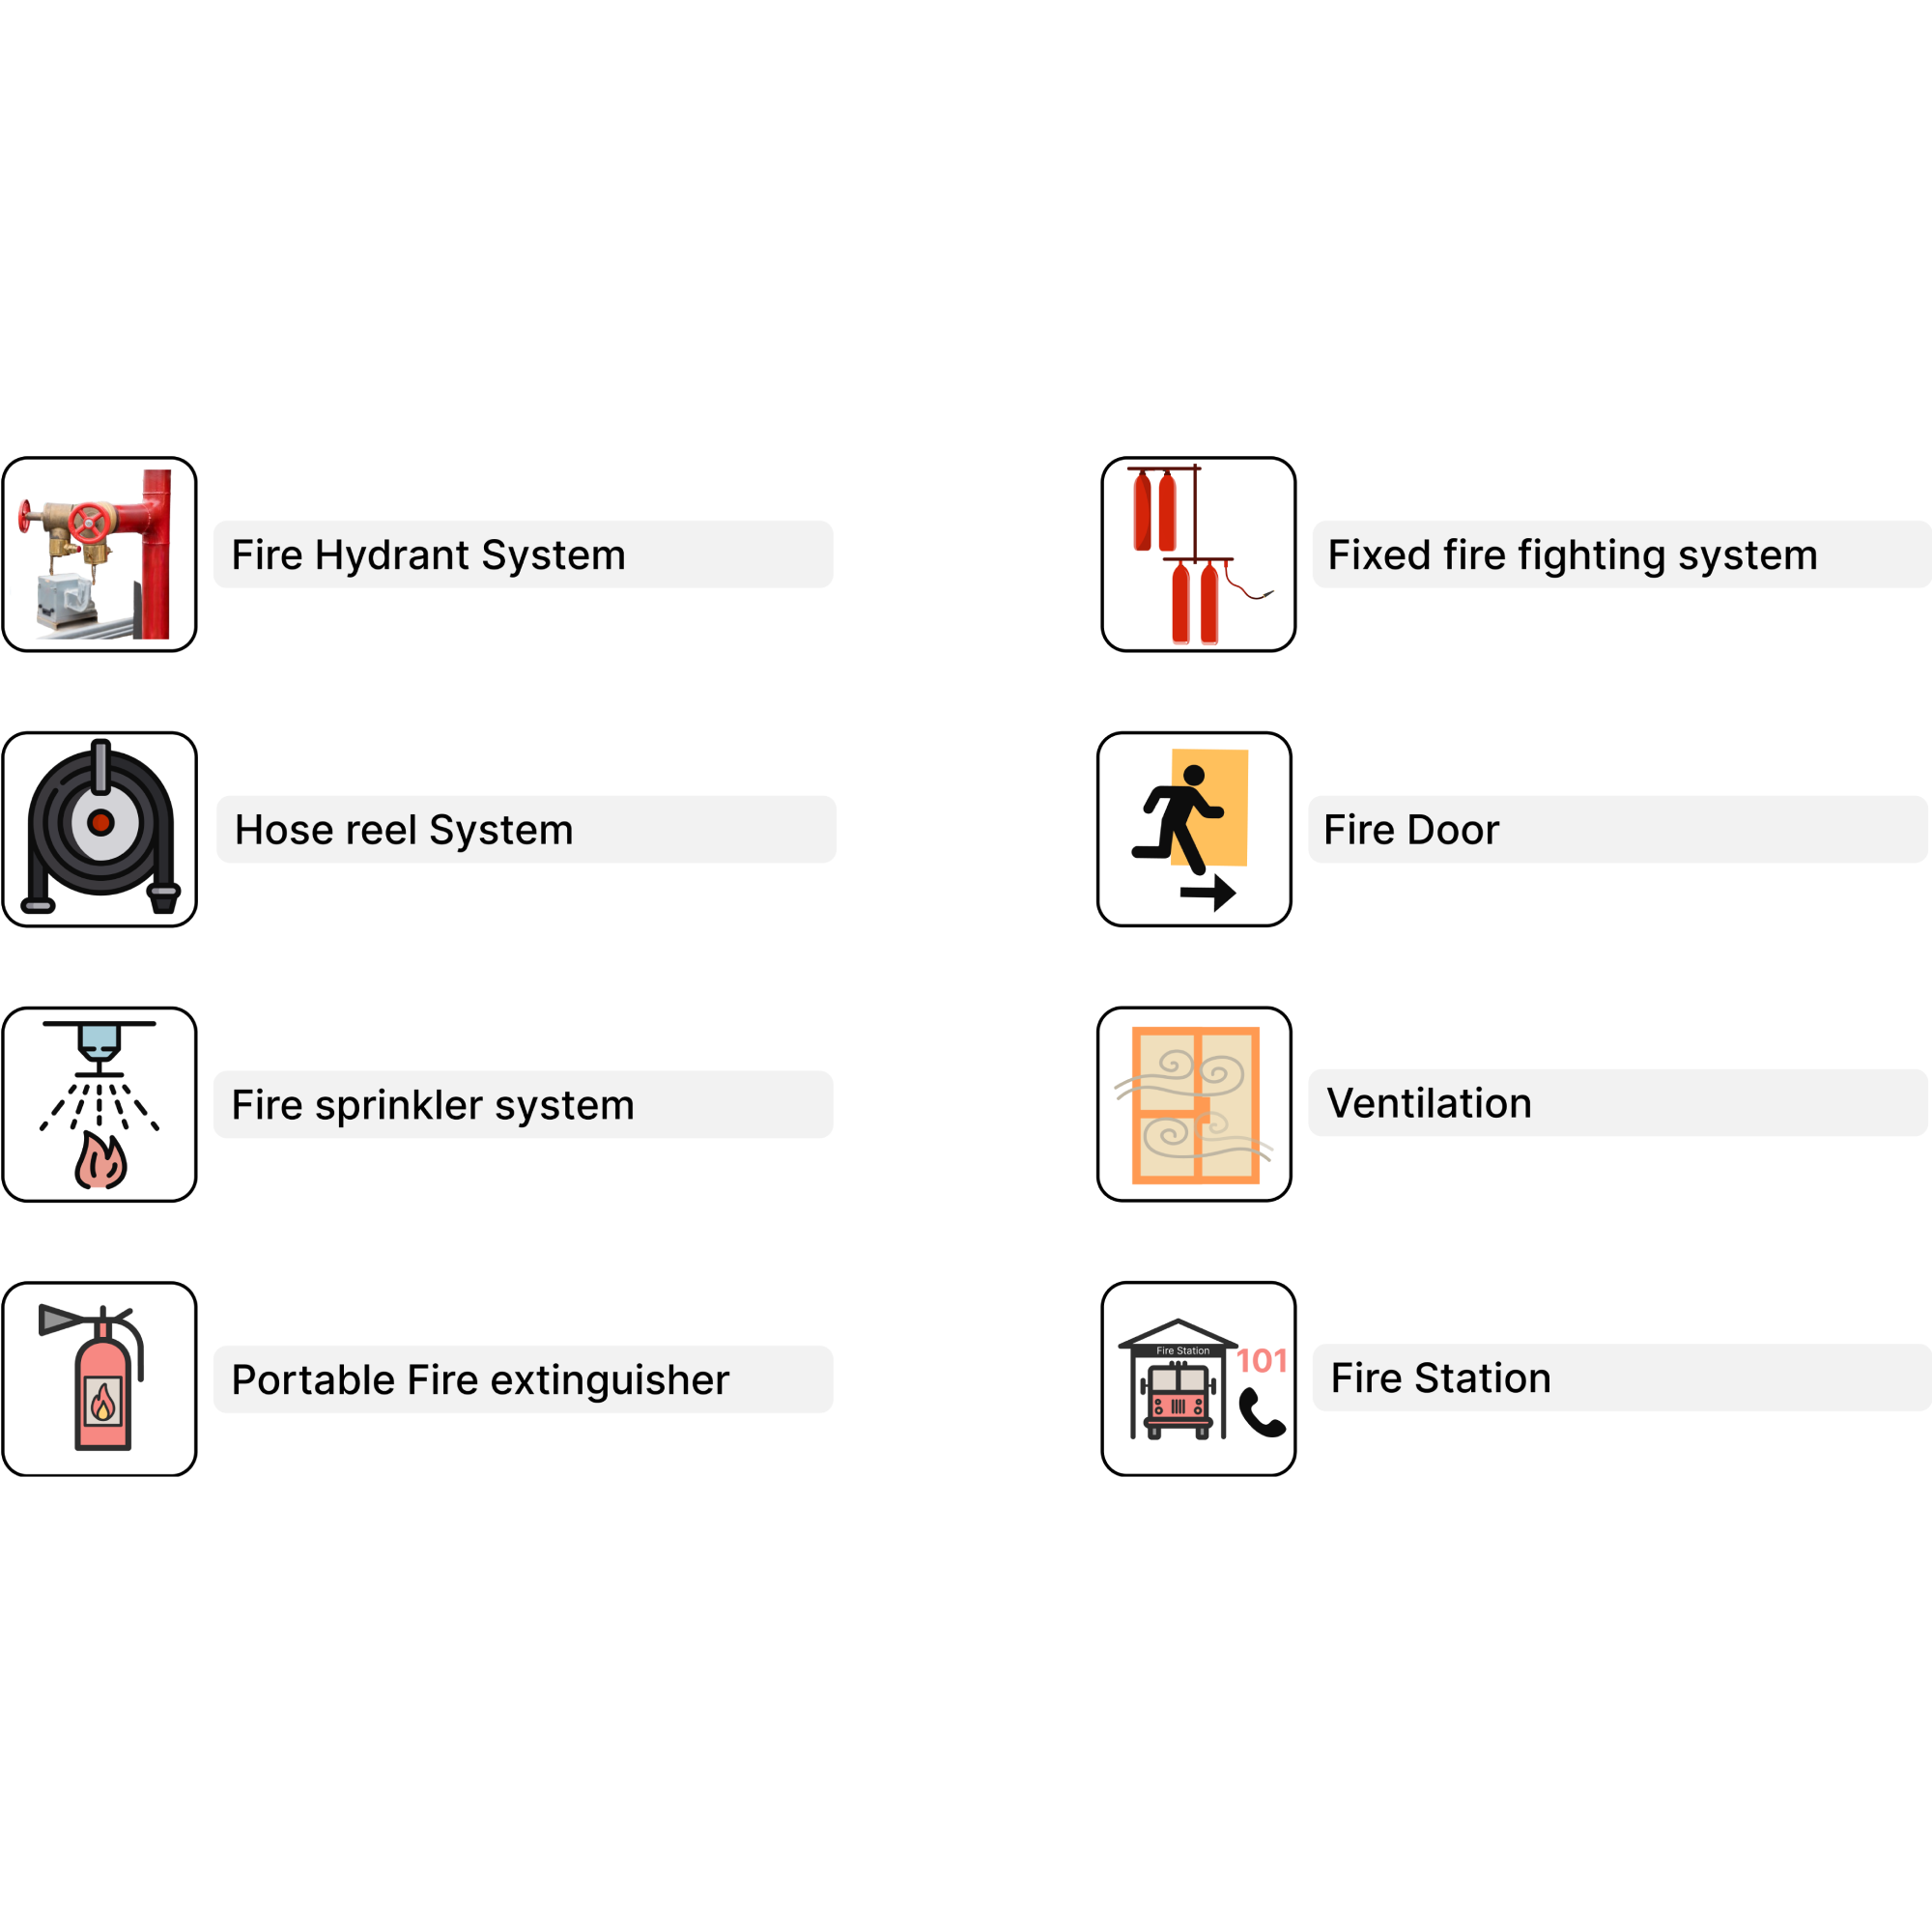 Fire Hydrant System
Fixed fire fighting system
Hose reel System
Fire Door
Fire sprinkler system
Ventilation
Portable Fire extinguisher
Fire Station
101
Fire Station